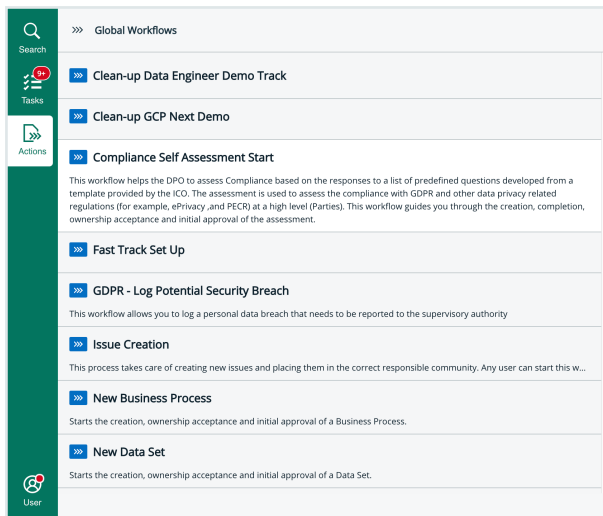 Search
9+
Tasks
Actions
User
Global Workflows
Clean-up Data Engineer Demo Track
Clean-up GCP Next Demo
Compliance Self Assessment Start
This workflow helps the DPO to assess Compliance based on the responses to a list of predefined questions developed from a
template provided by the ICO. The assessment is used to assess the compliance with GDPR and other data privacy related
regulations (for example, ePrivacy ,and PECR) at a high level (Parties). This workflow guides you through the creation, completion,
ownership acceptance and initial approval of the assessment.
Fast Track Set Up
GDPR - Log Potential Security Breach
This workflow allows you to log a personal data breach that needs to be reported to the supervisory authority
Issue Creation
This process takes care of creating new issues and placing them in the correct responsible community. Any user can start this w...
New Business Process
Starts the creation, ownership acceptance and initial approval of a Business Process.
New Data Set
Starts the creation, ownership acceptance and initial approval of a Data Set.